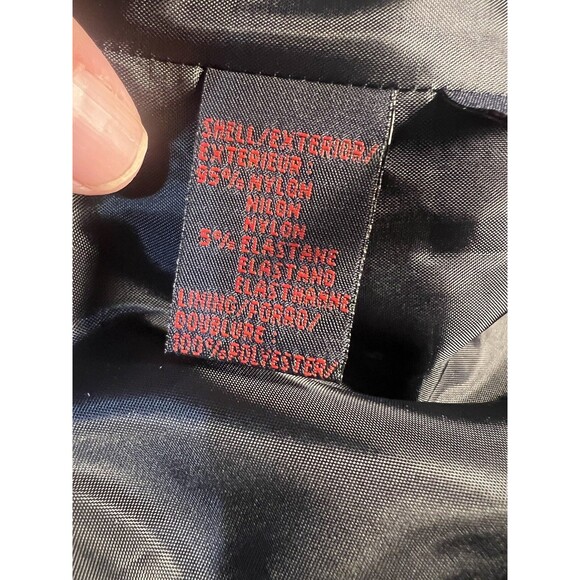 SHELL/EXTERIOR/
EXTERIEUR:
95% NYLON
NILON
NYLON
5% ELASTANE
ELASTANO
ELASTHANNE
LINING/FORRO/
DOUBLURE:
100% POLYESTER/